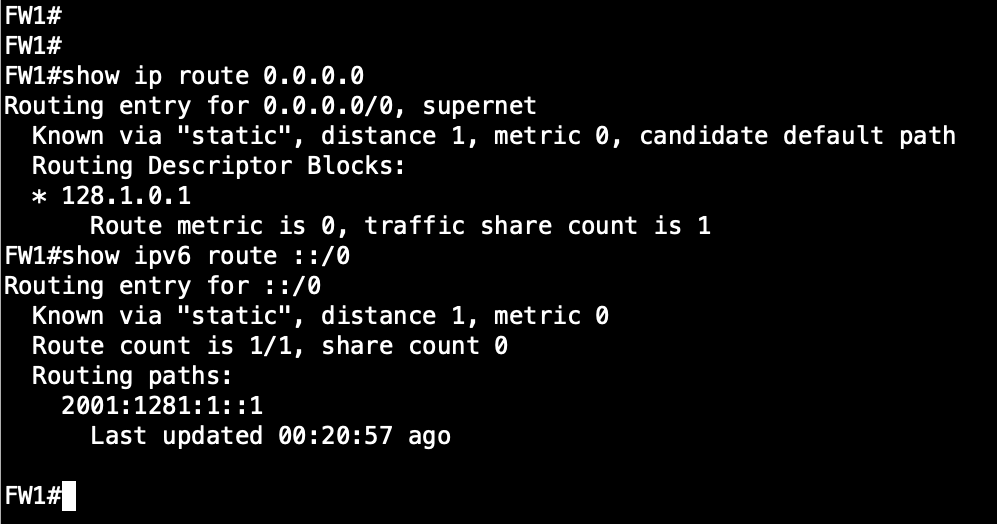 FW1#
FW1#
FW1#show ip route 0.0.0.0
Routing entry for 0.0.0.0/0, supernet
  Known via "static", distance 1, metric 0, candidate default path
  Routing Descriptor Blocks:
  * 128.1.0.1
      Route metric is 0, traffic share count is 1
FW1#show ipv6 route ::/0
Routing entry for ::/0
  Known via "static", distance 1, metric 0
  Route count is 1/1, share count 0
  Routing paths:
    2001:1281:1::1
      Last updated 00:20:57 ago

FW1#